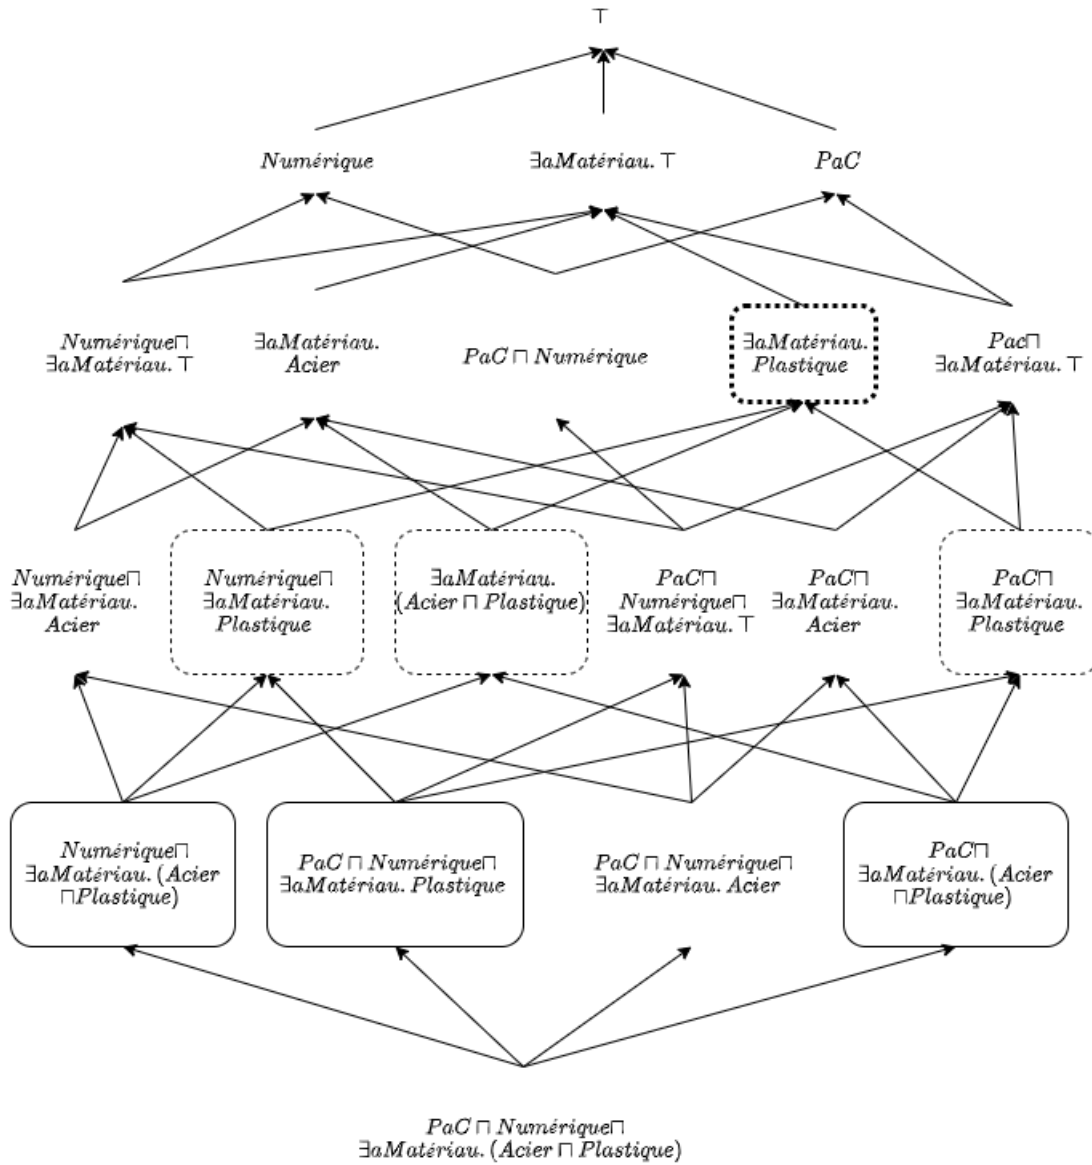 ⊤
Numérique
∃aMatériau.⊤
PaC
Numérique⊓
∃aMatériau.⊤
∃aMatériau.
Acier
PaC ⊓ Numérique
∃aMatériau.
Plastique
Pac⊓
∃aMatériau.⊤
Numérique⊓
∃aMatériau.
Acier
Numérique⊓
∃aMatériau.
Plastique
∃aMatériau.
(Acier ⊓ Plastique)
PaC⊓
Numérique⊓
∃aMatériau.⊤
PaC⊓
∃aMatériau.
Acier
PaC⊓
∃aMatériau.
Plastique
Numérique⊓
∃aMatériau.(Acier
⊓Plastique)
PaC ⊓ Numérique⊓
∃aMatériau.Plastique
PaC ⊓ Numérique⊓
∃aMatériau.Acier
PaC⊓
∃aMatériau.(Acier
⊓Plastique)
PaC ⊓ Numérique⊓
∃aMatériau.(Acier ⊓ Plastique)